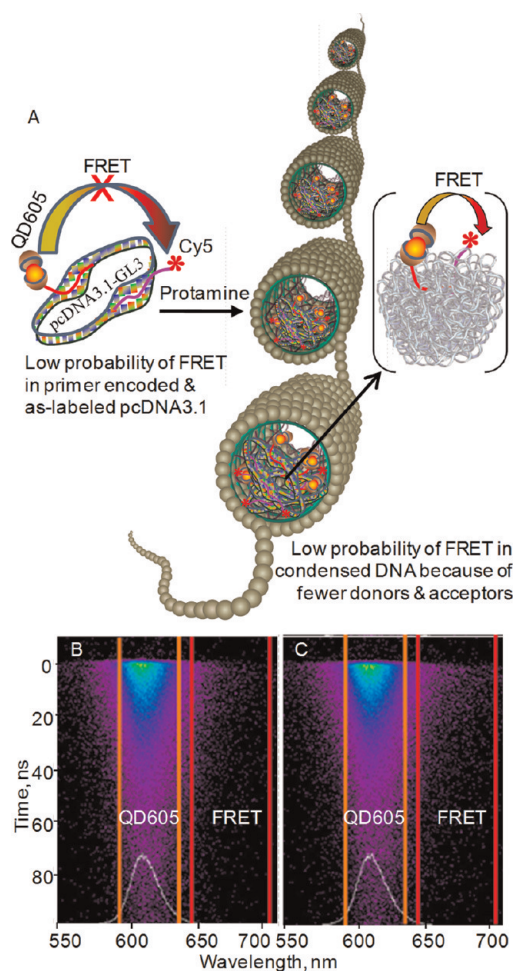 A
FRET
X
QD605
Cy5
pcDNA3.1-GL3
Protamine
Low probability of FRET
in primer encoded &
as-labeled pcDNA3.1
FRET
Low probability of FRET in
condensed DNA because of
fewer donors & acceptors
B
C
Time, ns
0
20
40
60
80
QD605
FRET
QD605
FRET
550
600
650
700
550
600
650
700
Wavelength, nm
Wavelength, nm